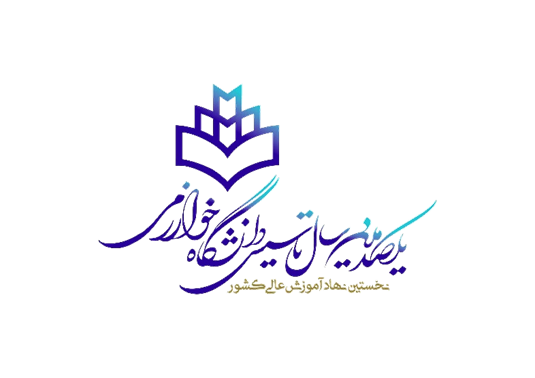 یکصدمین سال تاسیس دانشگاه خوارزمی
نخستین نهاد آموزش عالی کشور